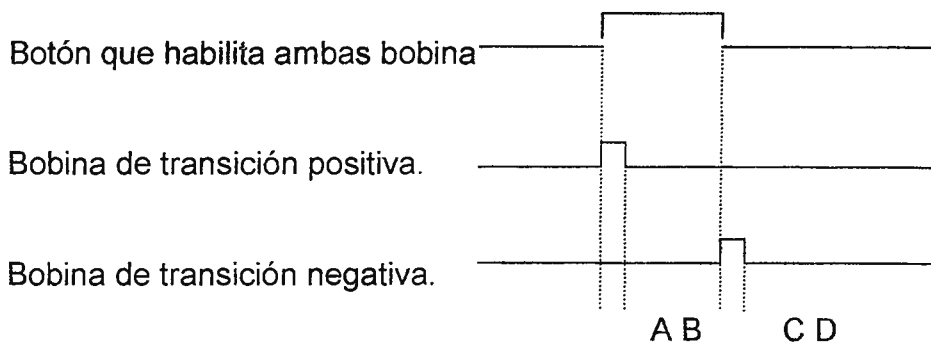 Botón que habilita ambas bobina
Bobina de transición positiva.
Bobina de transición negativa.
A B C D